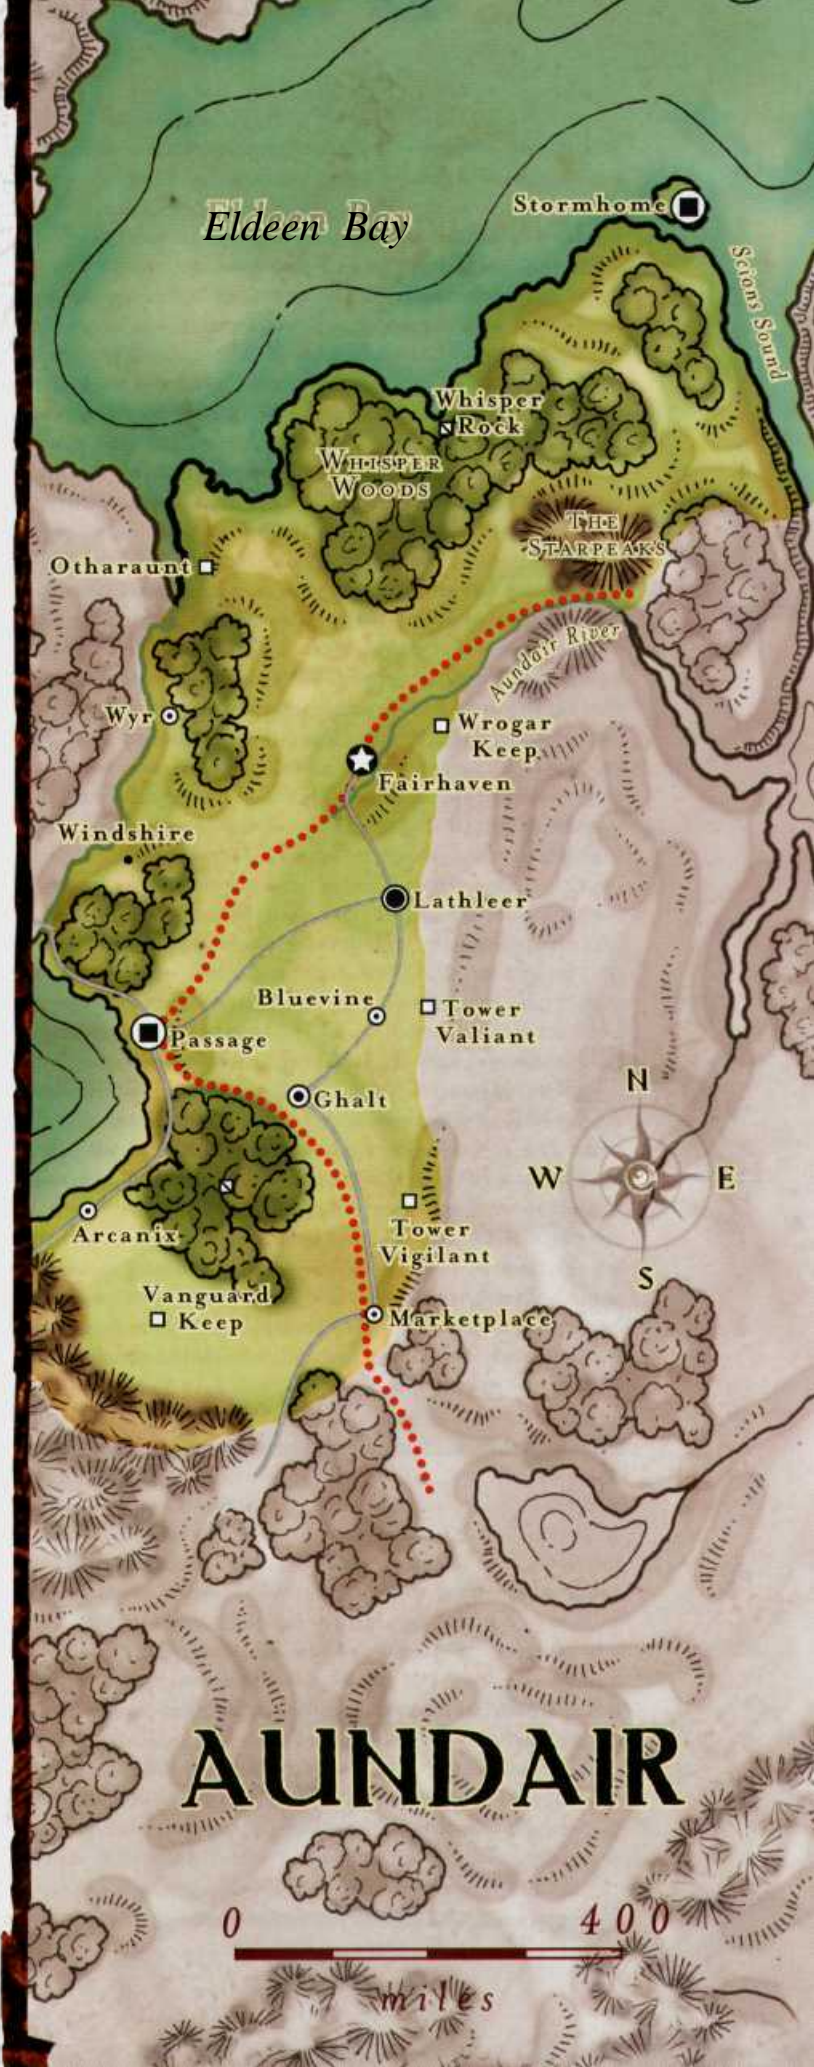 Eldeen Bay
Stormhome
Scions Sound
Whisper
Rock
WHISPER
WOODS
THE
STARPEAKS
Otharaunt
Aundair River
Wyr
Wrogar
Keep
Fairhaven
Windshire
Lathleer
Bluevine
Tower
Valiant
Passage
N
Ghalt
W
E
Arcanix
Tower
Vigilant
S
Vanguard
Keep
Marketplace
AUNDAIR
0
400
miles